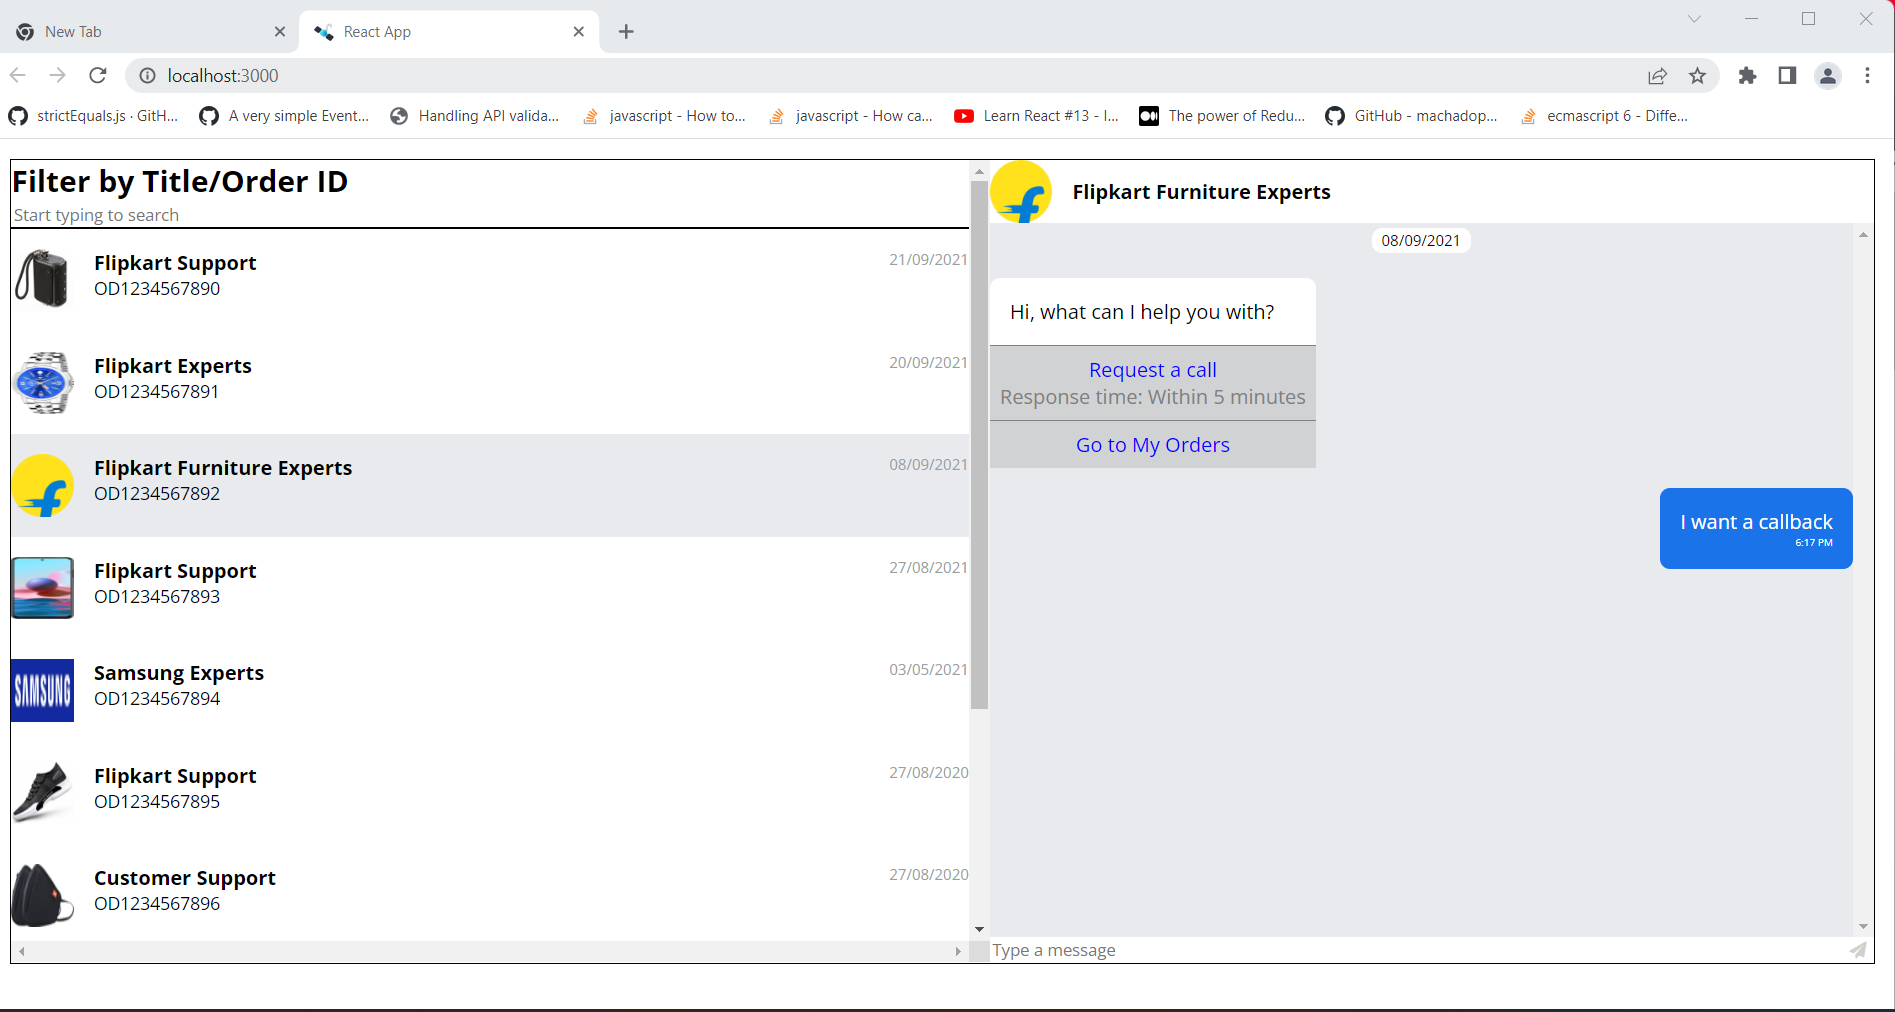 New Tab
React App
localhost:3000
strictEquals.js · GitH...
A very simple Event...
Handling API valida...
javascript - How to...
javascript - How ca...
Learn React #13 - I...
The power of Redu...
GitHub - machadop...
ecmascript 6 - Diffe...
Filter by Title/Order ID
Start typing to search
Flipkart Support
21/09/2021
OD1234567890
Flipkart Experts
20/09/2021
OD1234567891
Flipkart Furniture Experts
08/09/2021
OD1234567892
Flipkart Support
27/08/2021
OD1234567893
SAMSUNG
Samsung Experts
03/05/2021
OD1234567894
Flipkart Support
27/08/2020
OD1234567895
Customer Support
27/08/2020
OD1234567896
Flipkart Furniture Experts
08/09/2021
Hi, what can I help you with?
Request a call
Response time: Within 5 minutes
Go to My Orders
I want a callback
6:17 PM
Type a message